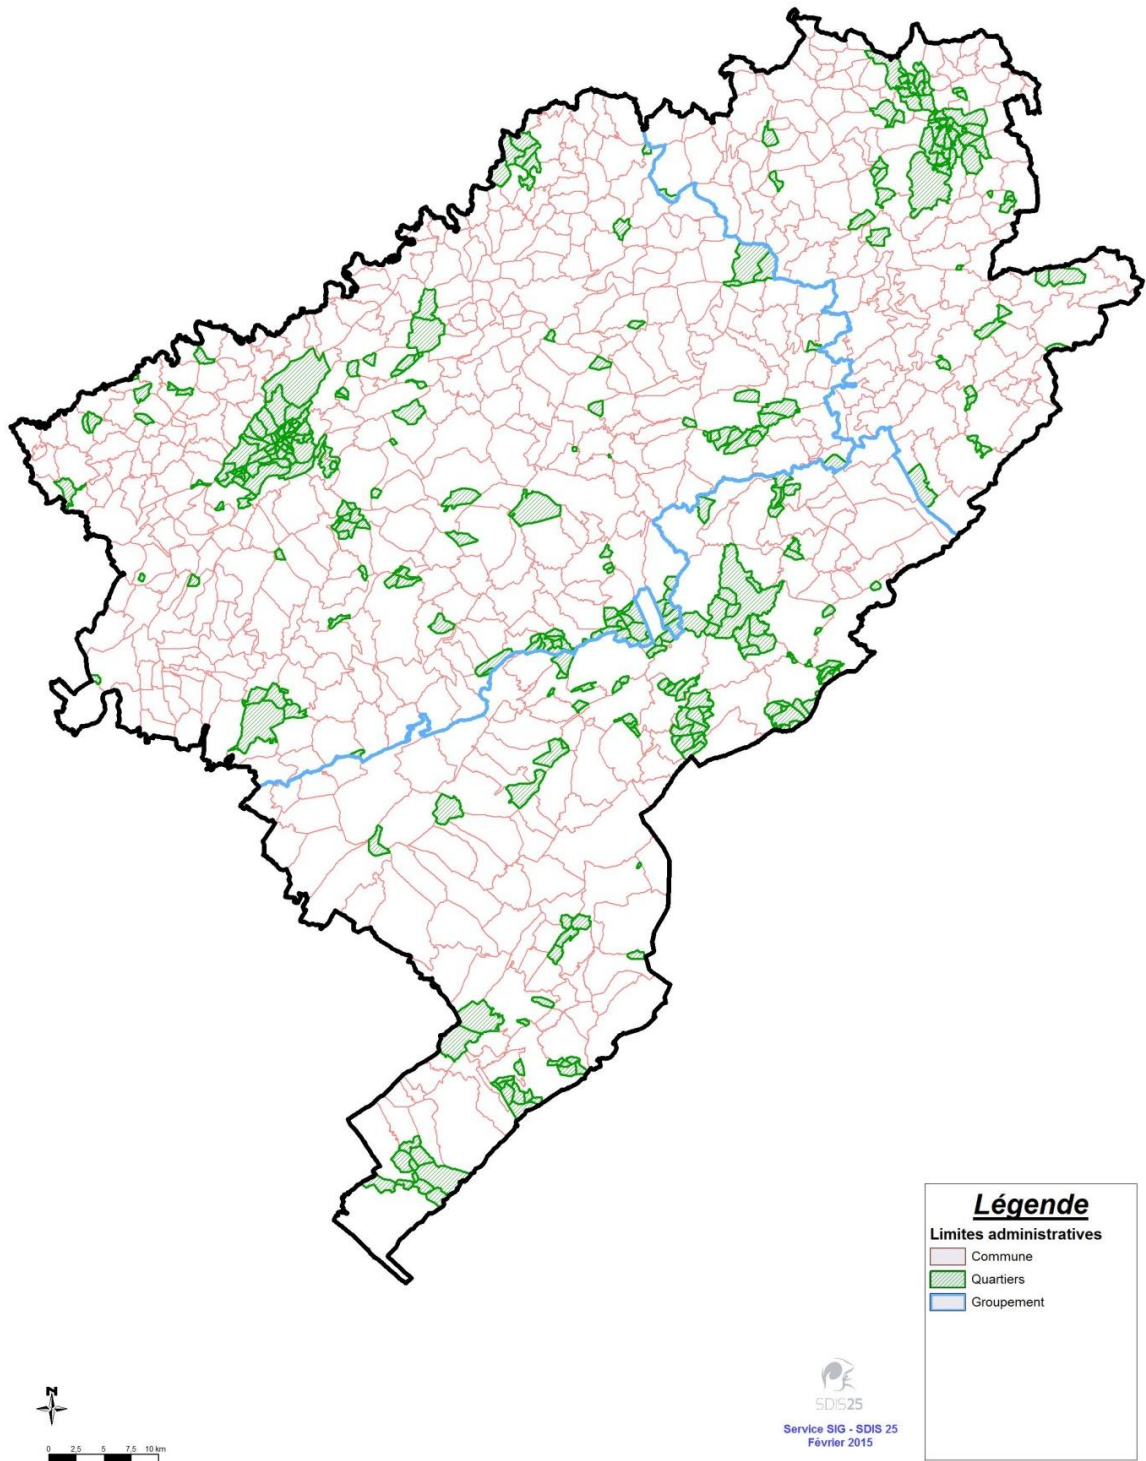 Légende
Limites administratives
Commune
Quartiers
Groupement
SDIS25
Service SIG - SDIS 25
Février 2015
N
0 2,5 5 7,5 10 km